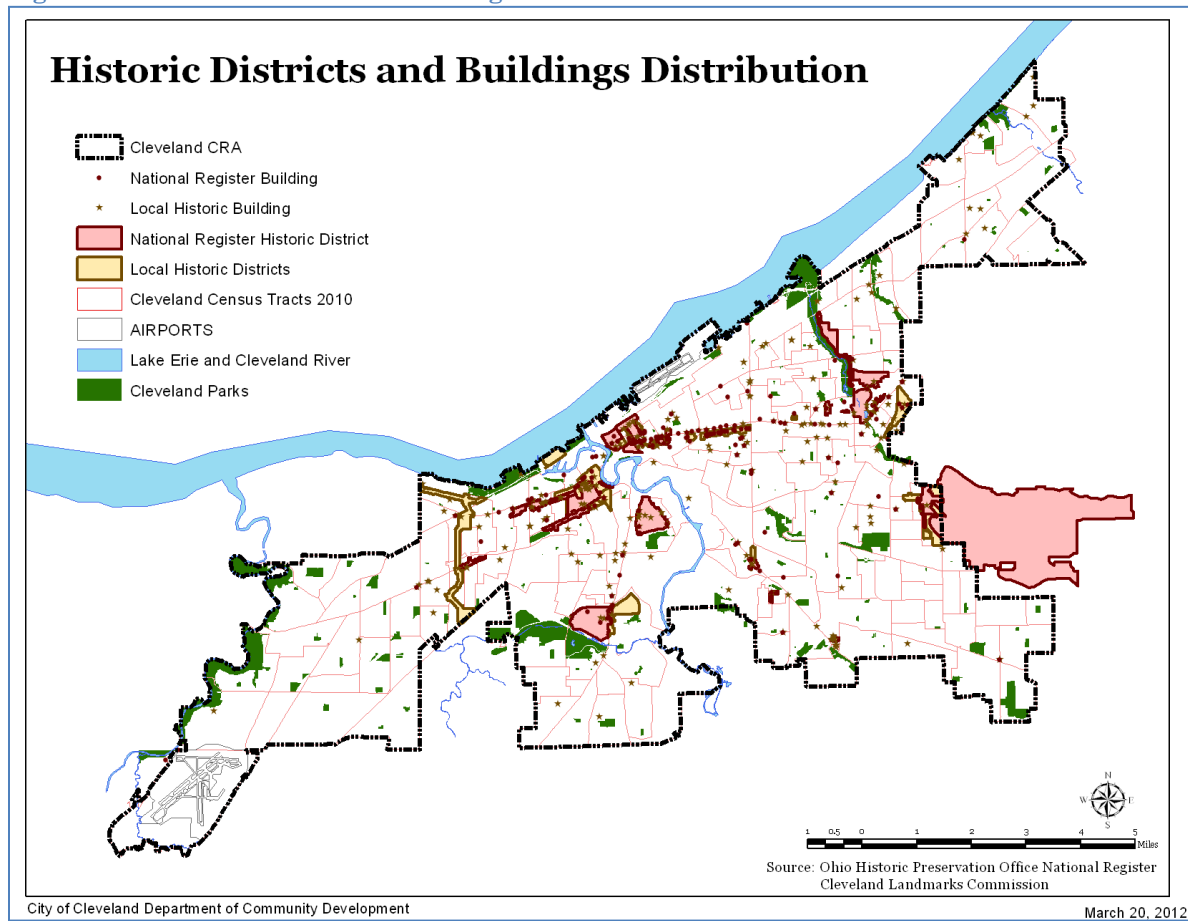 Historic Districts and Buildings Distribution
Cleveland CRA
National Register Building
Local Historic Building
National Register Historic District
Local Historic Districts
Cleveland Census Tracts 2010
AIRPORTS
Lake Erie and Cleveland River
Cleveland Parks
N
W E
S
1 0.5 0 1 2 3 4 5
Miles
Source: Ohio Historic Preservation Office National Register
Cleveland Landmarks Commission
City of Cleveland Department of Community Development
March 20, 2012